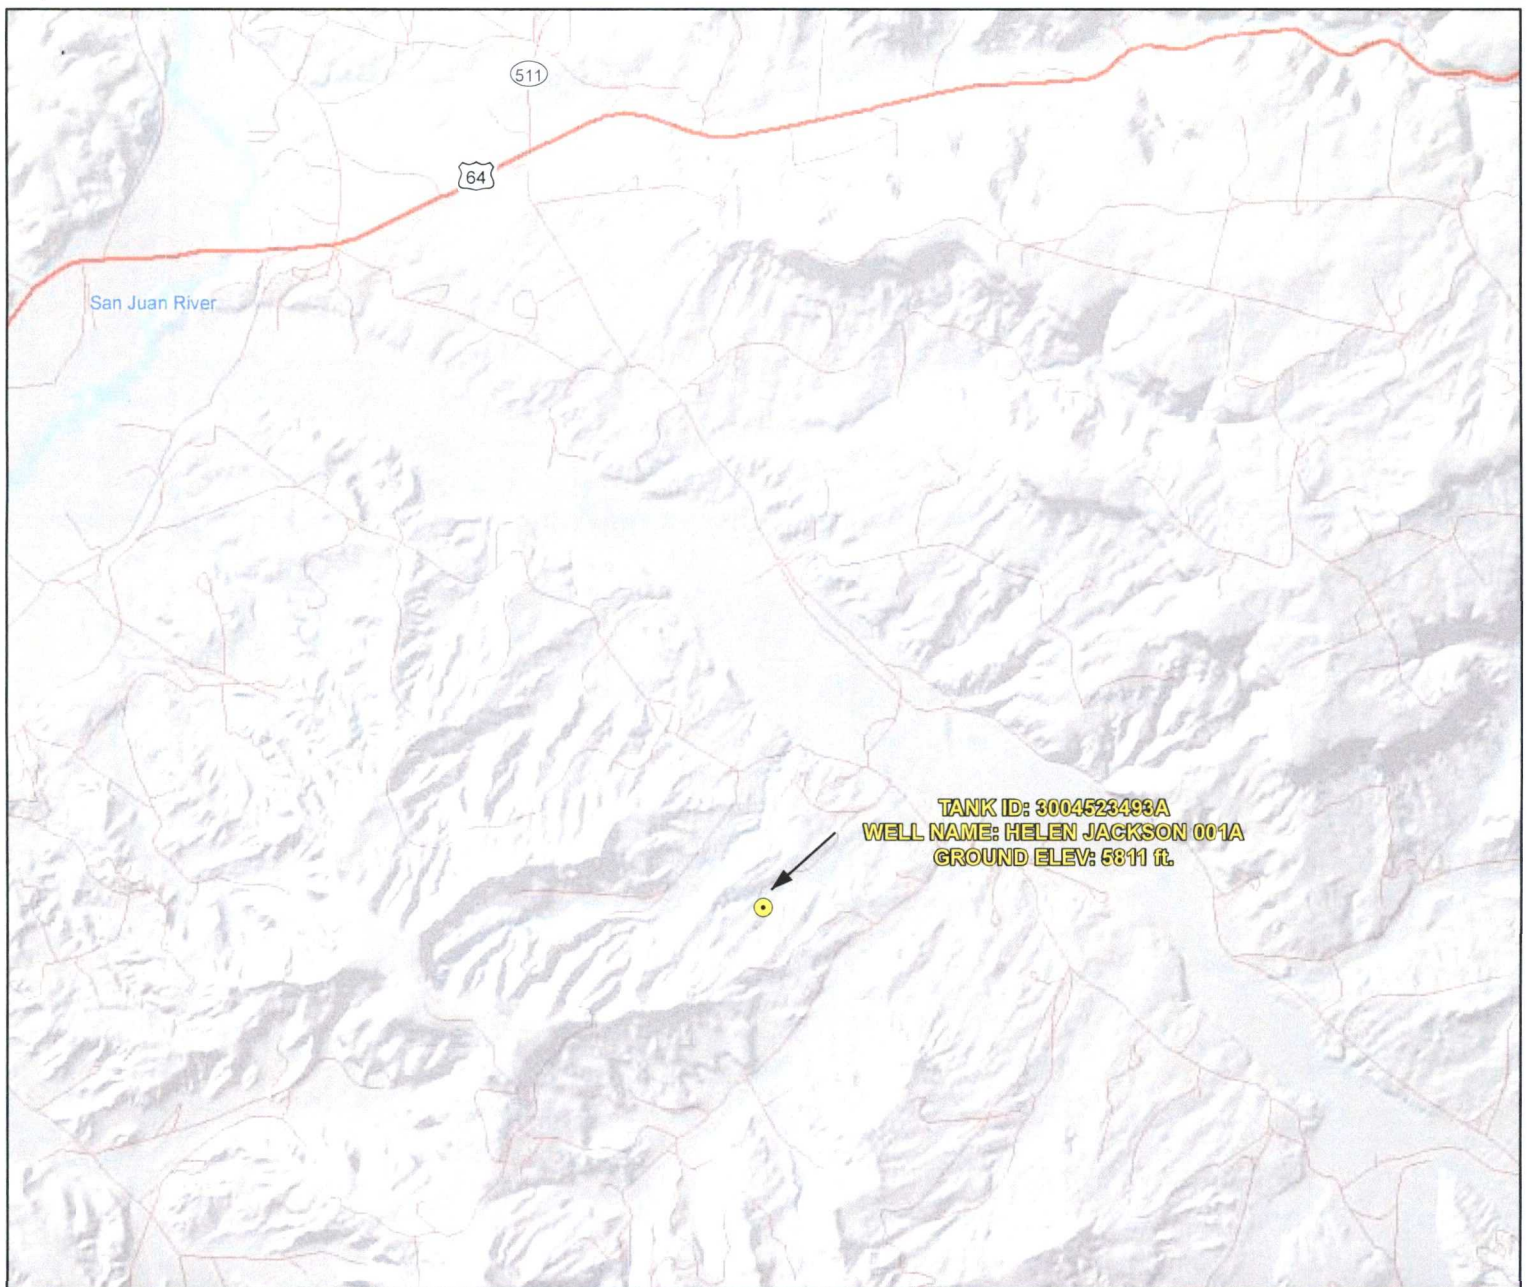 511
64
San Juan River
TANK ID: 3004523493A
WELL NAME: HELEN JACKSON 001A
GROUND ELEV: 5811 ft.